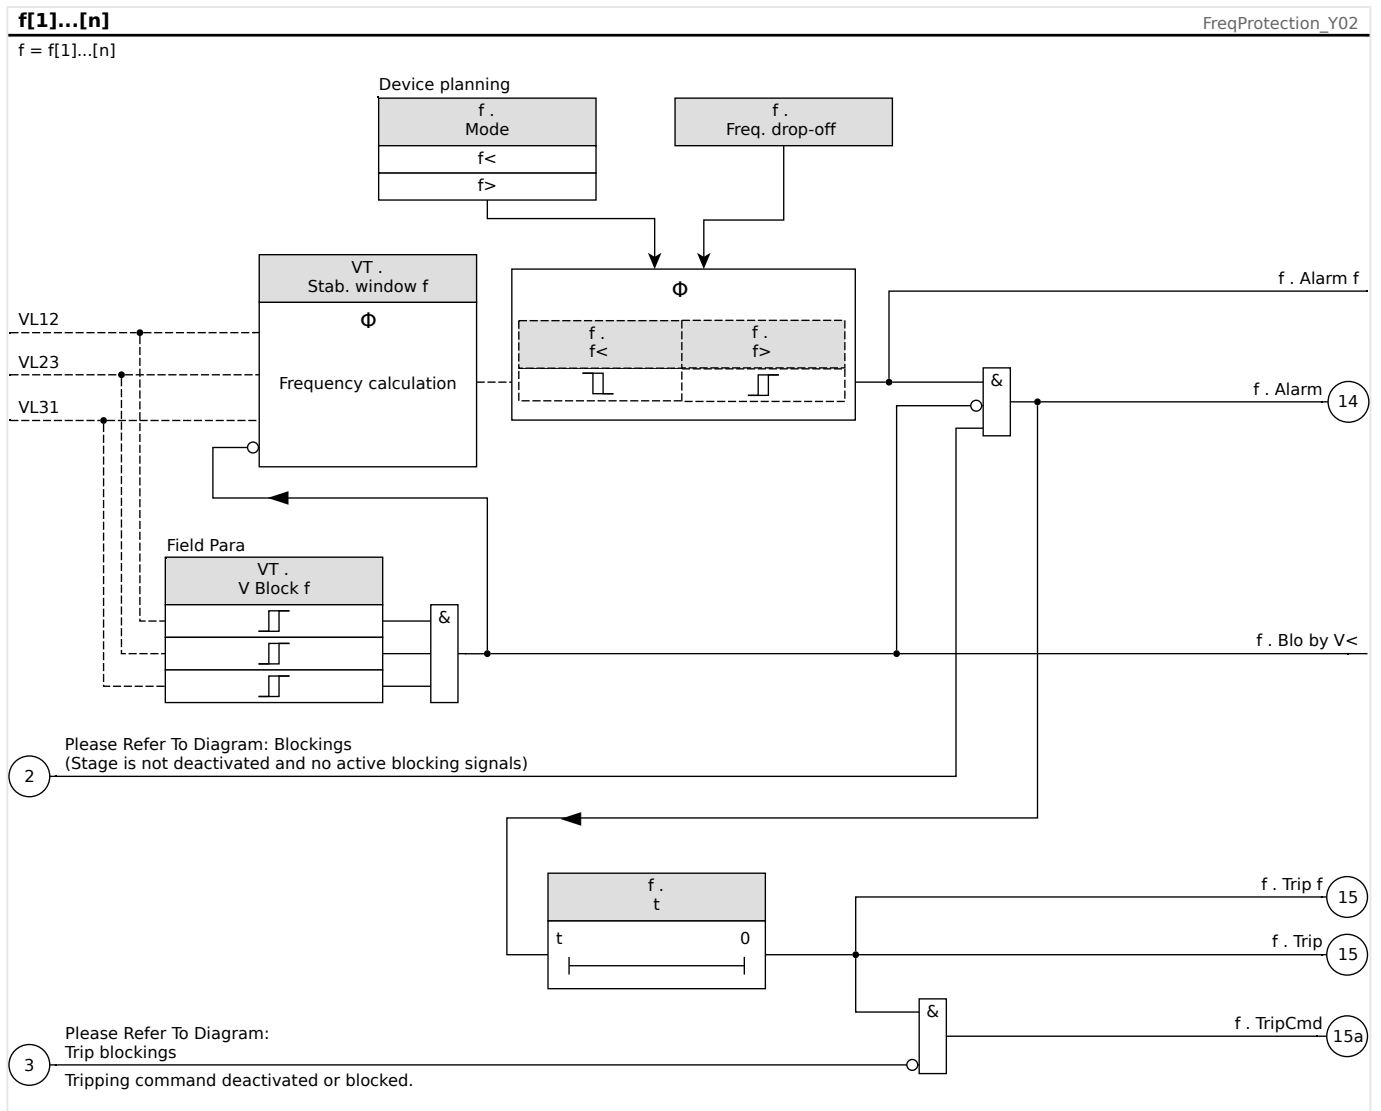 f[1]...[n]
FreqProtection_Y02
f = f[1]...[n]
Device planning
f .
Mode
f<
f>
f .
Freq. drop-off
VT .
Stab. window f
Φ
Frequency calculation
Φ
f .
f<
f .
f>
f . Alarm f
VL12
VL23
VL31
&
f . Alarm
14
Field Para
VT .
V Block f
&
f . Blo by V<
Please Refer To Diagram: Blockings
(Stage is not deactivated and no active blocking signals)
2
f .
t
t
0
f . Trip f
15
f . Trip
15
&
f . TripCmd
15a
Please Refer To Diagram:
Trip blockings
3
Tripping command deactivated or blocked.